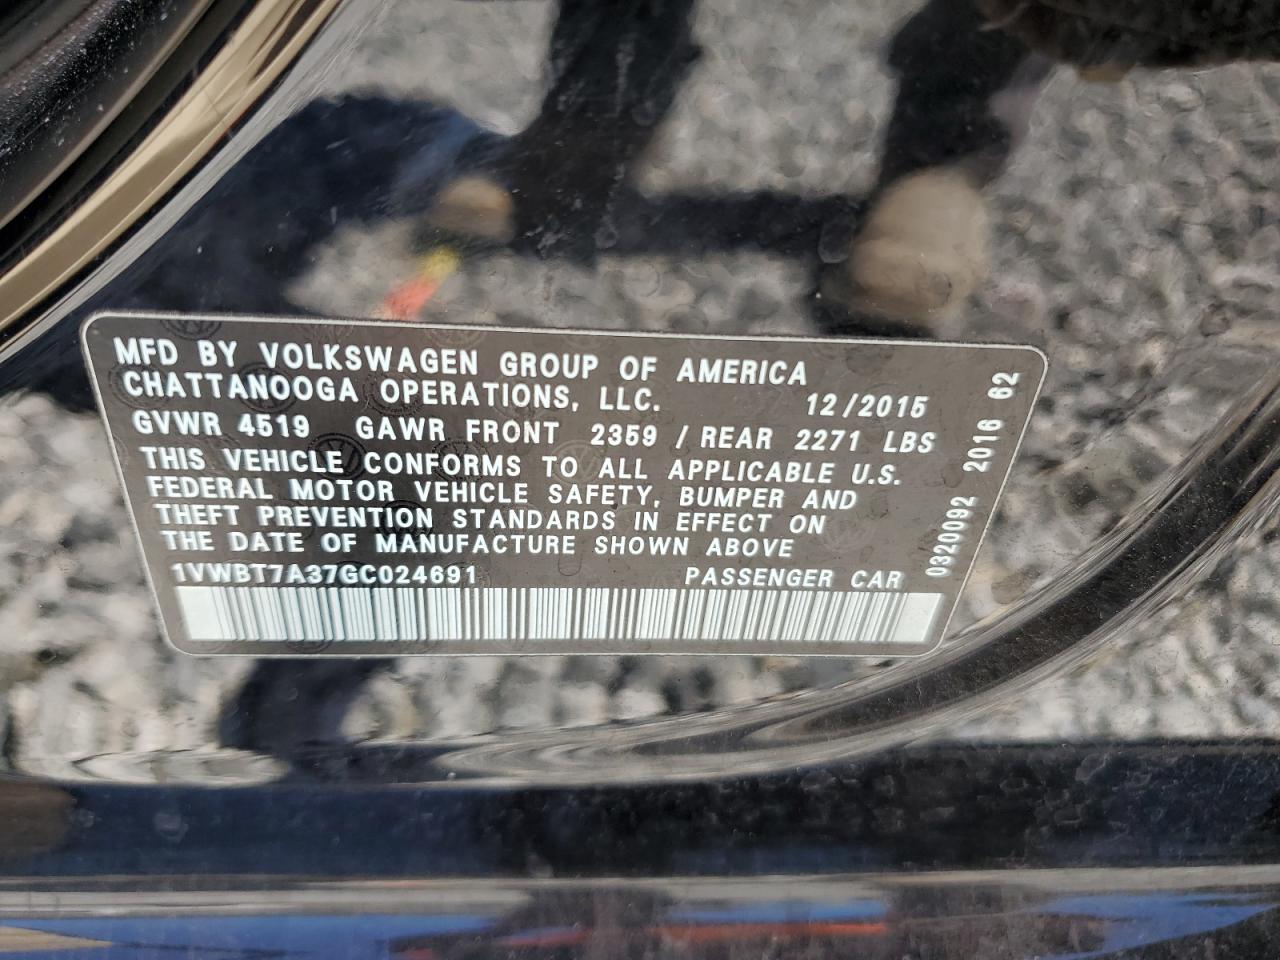 MFD BY VOLKSWAGEN GROUP OF AMERICA
CHATTANOOGA OPERATIONS, LLC. 12/2015
GVWR 4519 GAWR FRONT 2359 / REAR 2271 LBS
THIS VEHICLE CONFORMS TO ALL APPLICABLE U.S.
FEDERAL MOTOR VEHICLE SAFETY, BUMPER AND
THEFT PREVENTION STANDARDS IN EFFECT ON
THE DATE OF MANUFACTURE SHOWN ABOVE
1VWBT7A37GC024691 PASSENGER CAR
0320092 2016 62